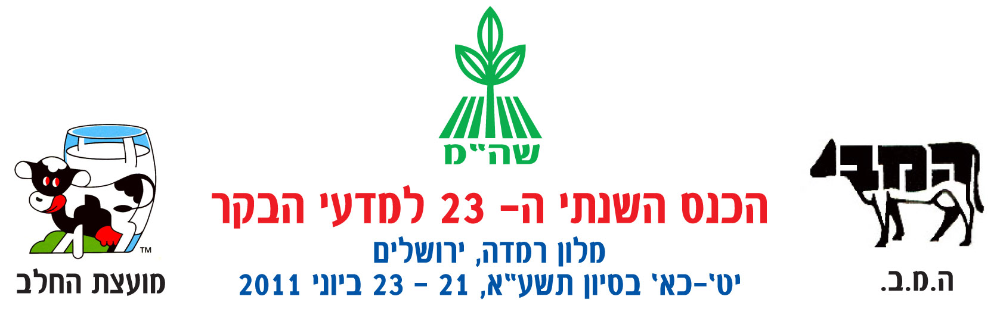 שה"מ
הכנס השנתי ה- 23 למדעי הבקר
מלון רמדה, ירושלים
יט'-כא' בסיון תשע"א, 21 - 23 ביוני 2011
המב
ה.מ.ב.
TM
מועצת החלב